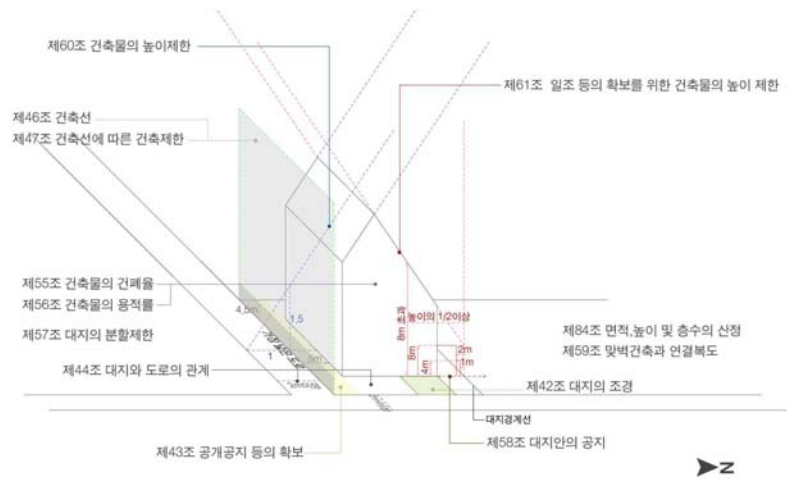 제60조 건축물의 높이제한
제61조 일조 등의 확보를 위한 건축물의 높이 제한
제46조 건축선
제47조 건축선에 따른 건축제한
제55조 건축물의 건폐율
제56조 건축물의 용적률
4.5m
1.5
8m 초과
높이의 1/2이상
제57조 대지의 분할제한
제84조 면적,높이 및 층수의 산정
8m
2m
제59조 맞벽건축과 연결복도
1
.5m
4m
1m
제44조 대지와 도로의 관계
제42조 대지의 조경
대지경계선
제43조 공개공지 등의 확보
제58조 대지안의 공지
N